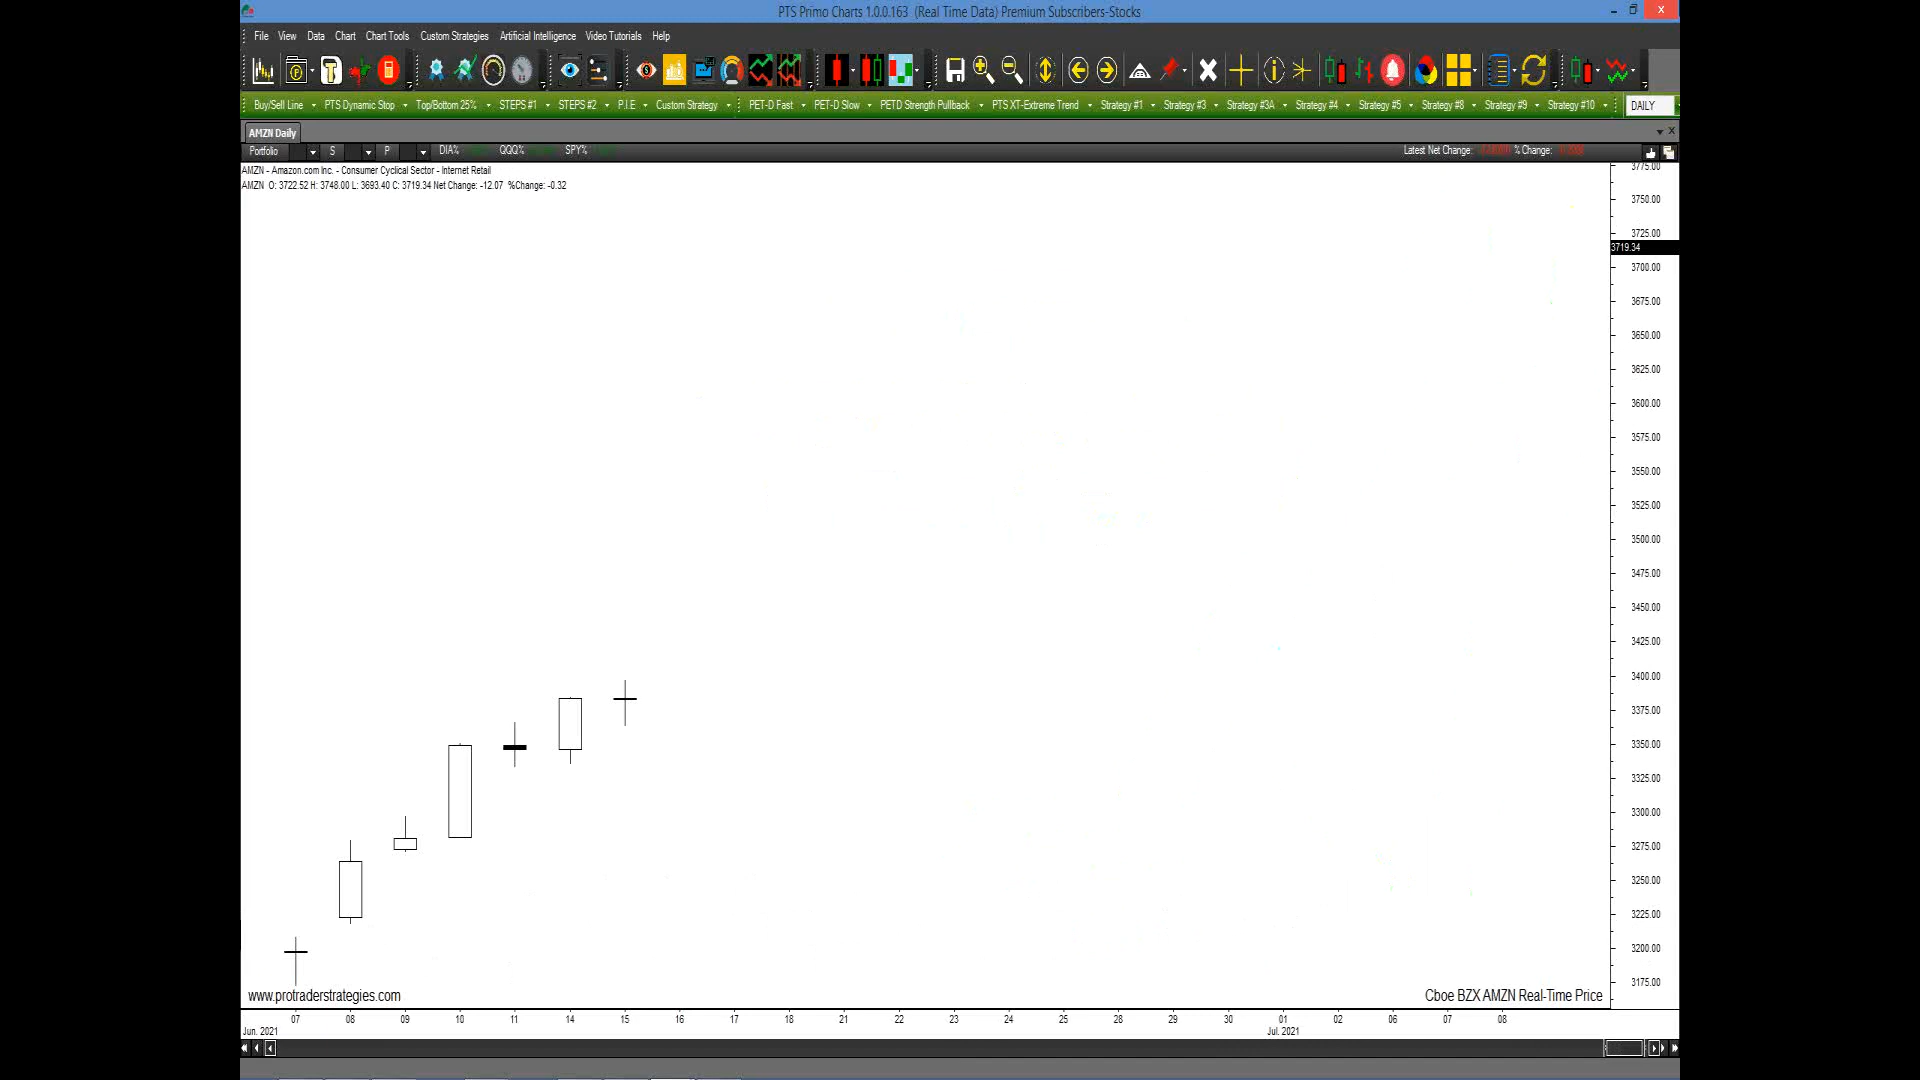 PTS Primo Charts 1.0.0.163 (Real Time Data) Premium Subscribers-Stocks
File View Data Chart Chart Tools Custom Strategies Artificial Intelligence Video Tutorials Help
Buy/Sell Line PTS Dynamic Stop Top/Bottom 25% STEPS #1 STEPS #2 P.I.E. Custom Strategy PET-D Fast PET-D Slow PETD Strength Pullback PTS XT-Extreme Trend Strategy #1 Strategy #3 Strategy #3A Strategy #4 Strategy #5 Strategy #8 Strategy #9 Strategy #10 DAILY
AMZN Daily
Portfolio S P DIA% QQQ% SPY% Latest Net Change: % Change:
AMZN - Amazon.com Inc. - Consumer Cyclical Sector - Internet Retail
AMZN O: 3722.52 H: 3748.00 L: 3693.40 C: 3719.34 Net Change: -12.07 %Change: -0.32
3775.00
3750.00
3725.00
3719.34
3700.00
3675.00
3650.00
3625.00
3600.00
3575.00
3550.00
3525.00
3500.00
3475.00
3450.00
3425.00
3400.00
3375.00
3350.00
3325.00
3300.00
3275.00
3250.00
3225.00
3200.00
3175.00
www.protraderstrategies.com Cboe BZX AMZN Real-Time Price
07 08 09 10 11 14 15 16 17 18 21 22 23 24 25 28 29 30 01 02 06 07 08
Jun. 2021 Jul. 2021